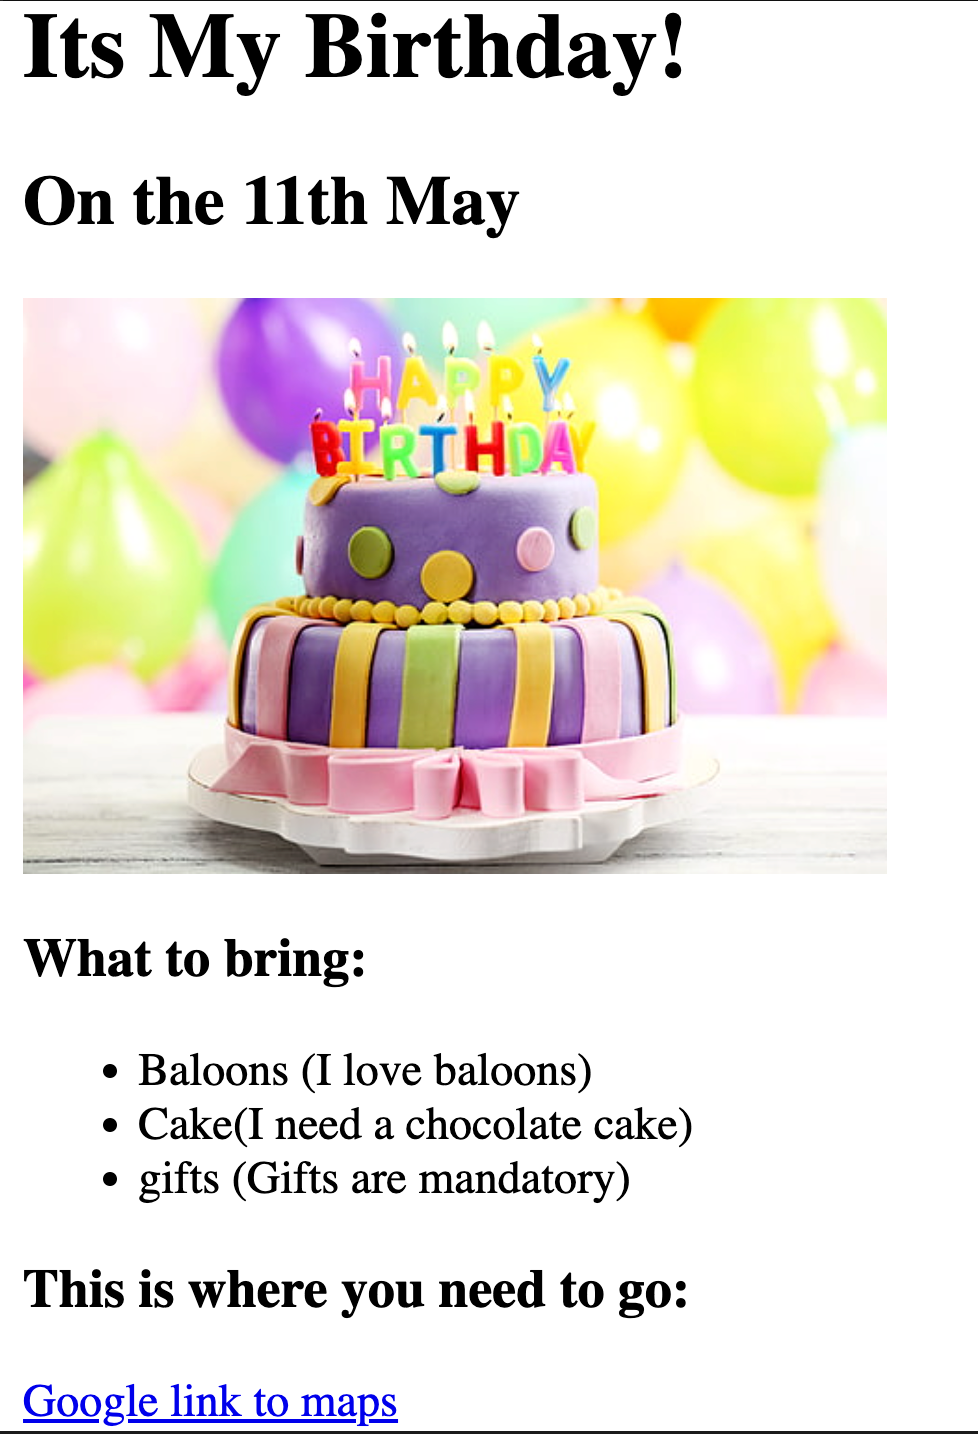 Its My Birthday!
On the 11th May
HAPPY
BIRTHDAY
What to bring:
• Baloons (I love baloons)
• Cake(I need a chocolate cake)
• gifts (Gifts are mandatory)
This is where you need to go:
Google link to maps